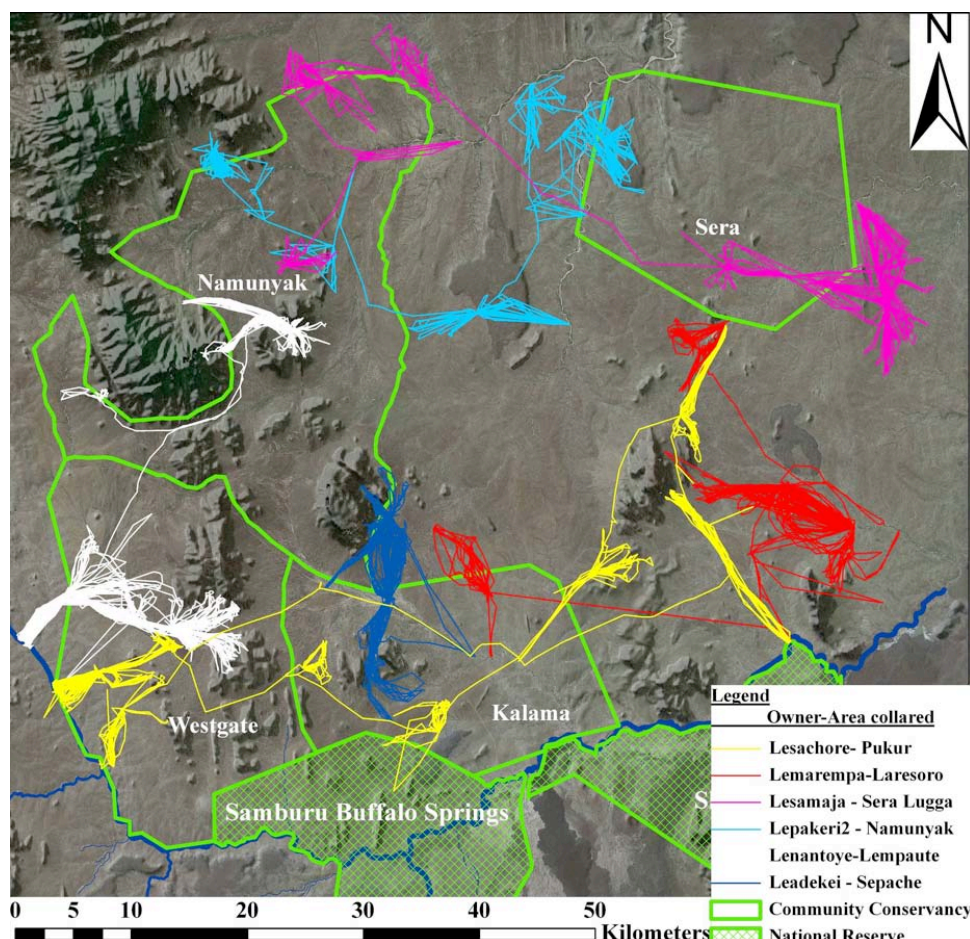 N
Sera
Namunyak
Westgate
Kalama
Samburu Buffalo Springs
S
Legend
Owner-Area collared
Lesachore- Pukur
Lemarempa-Laresoro
Lesamaja - Sera Lugga
Lepakeri2 - Namunyak
Lenantoye-Lempaute
Leadekei - Sepache
Community Conservancy
National Reserve
0 5 10 20 30 40 50
Kilometers